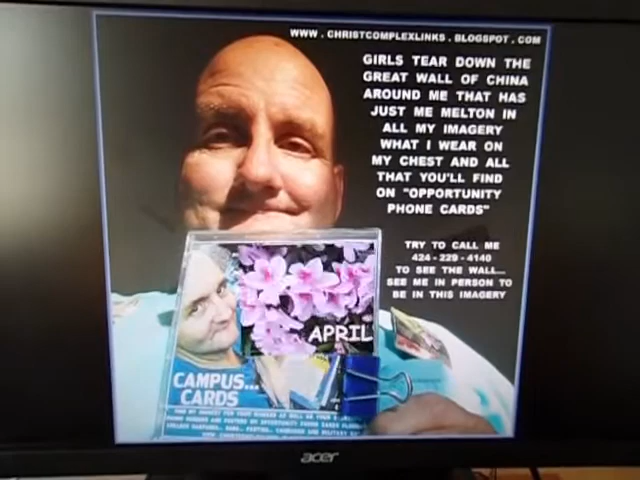 WWW . CHRISTCOMPLEXLINKS . BLOGSPOT . COM
GIRLS TEAR DOWN THE
GREAT WALL OF CHINA
AROUND ME THAT HAS
JUST ME MELTON IN
ALL MY IMAGERY
WHAT I WEAR ON
MY CHEST AND ALL
THAT YOU'LL FIND
ON "OPPORTUNITY
PHONE CARDS"
TRY TO CALL ME
424 - 229 - 4140
TO SEE THE WALL...
SEE ME IN PERSON TO
BE IN THIS IMAGERY
APRIL
CAMPUS...
CARDS
acer